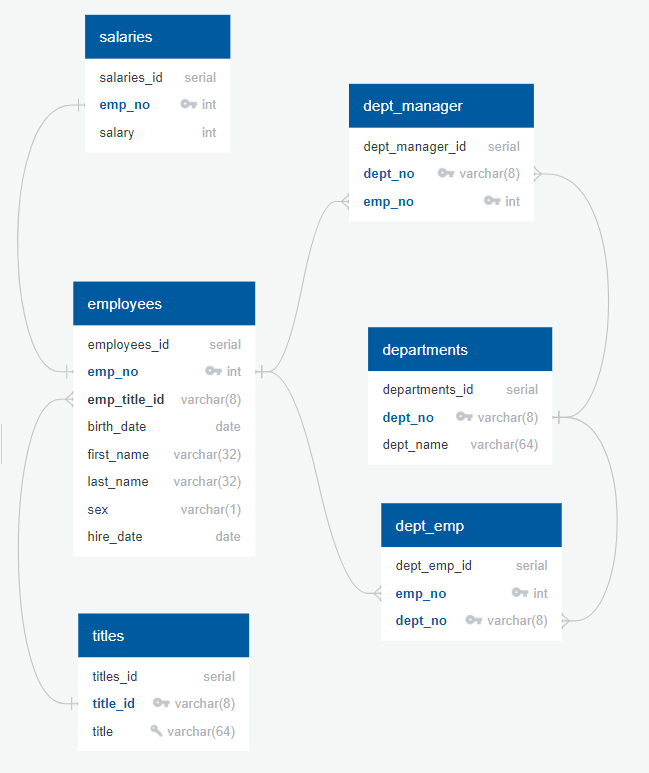 salaries
salaries_id serial
emp_no int
salary int
employees
employees_id serial
emp_no int
emp_title_id varchar(8)
birth_date date
first_name varchar(32)
last_name varchar(32)
sex varchar(1)
hire_date date
titles
titles_id serial
title_id varchar(8)
title varchar(64)
dept_manager
dept_manager_id serial
dept_no varchar(8)
emp_no int
departments
departments_id serial
dept_no varchar(8)
dept_name varchar(64)
dept_emp
dept_emp_id serial
emp_no int
dept_no varchar(8)